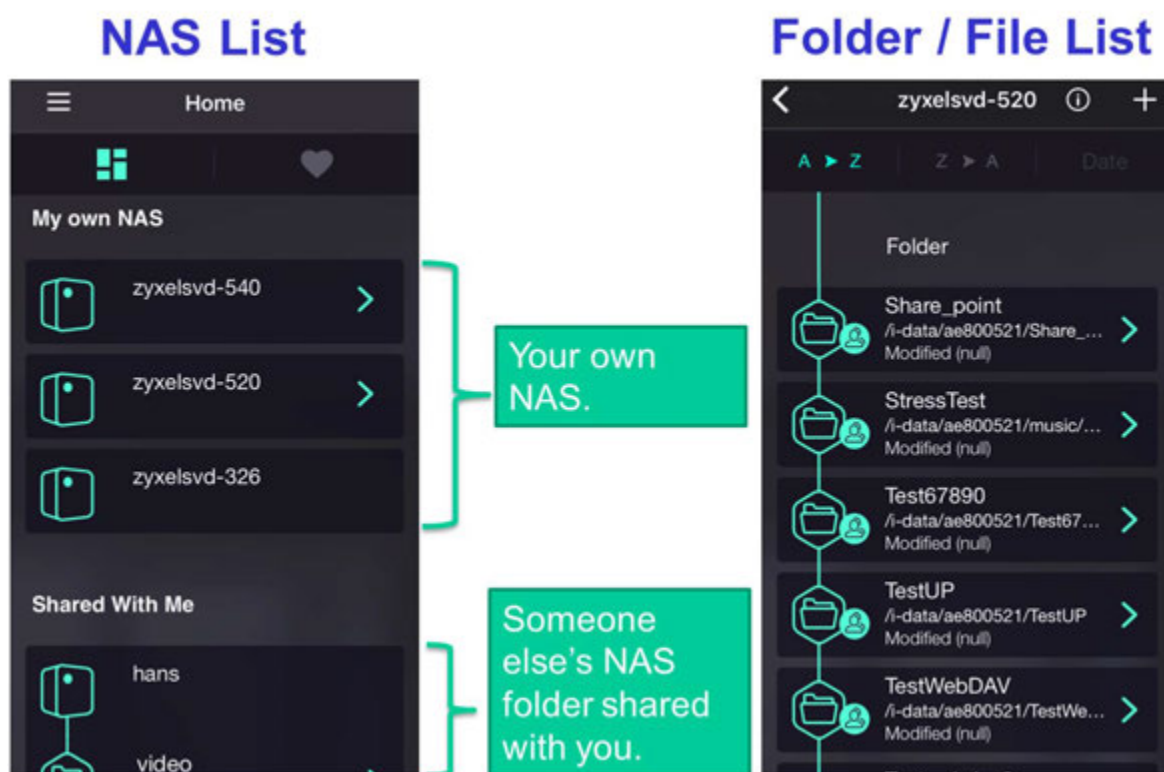 NAS List
Home
My own NAS
zyxelsvd-540
zyxelsvd-520
zyxelsvd-326
Shared With Me
hans
video
Your own
NAS.
Someone
else's NAS
folder shared
with you.
Folder / File List
zyxelsvd-520
A ➤ Z Z ➤ A Date
Folder
Share_point
/i-data/ae800521/Share_...
Modified (null)
StressTest
/i-data/ae800521/music/...
Modified (null)
Test67890
/i-data/ae800521/Test67...
Modified (null)
TestUP
/i-data/ae800521/TestUP
Modified (null)
TestWebDAV
/i-data/ae800521/TestWe...
Modified (null)